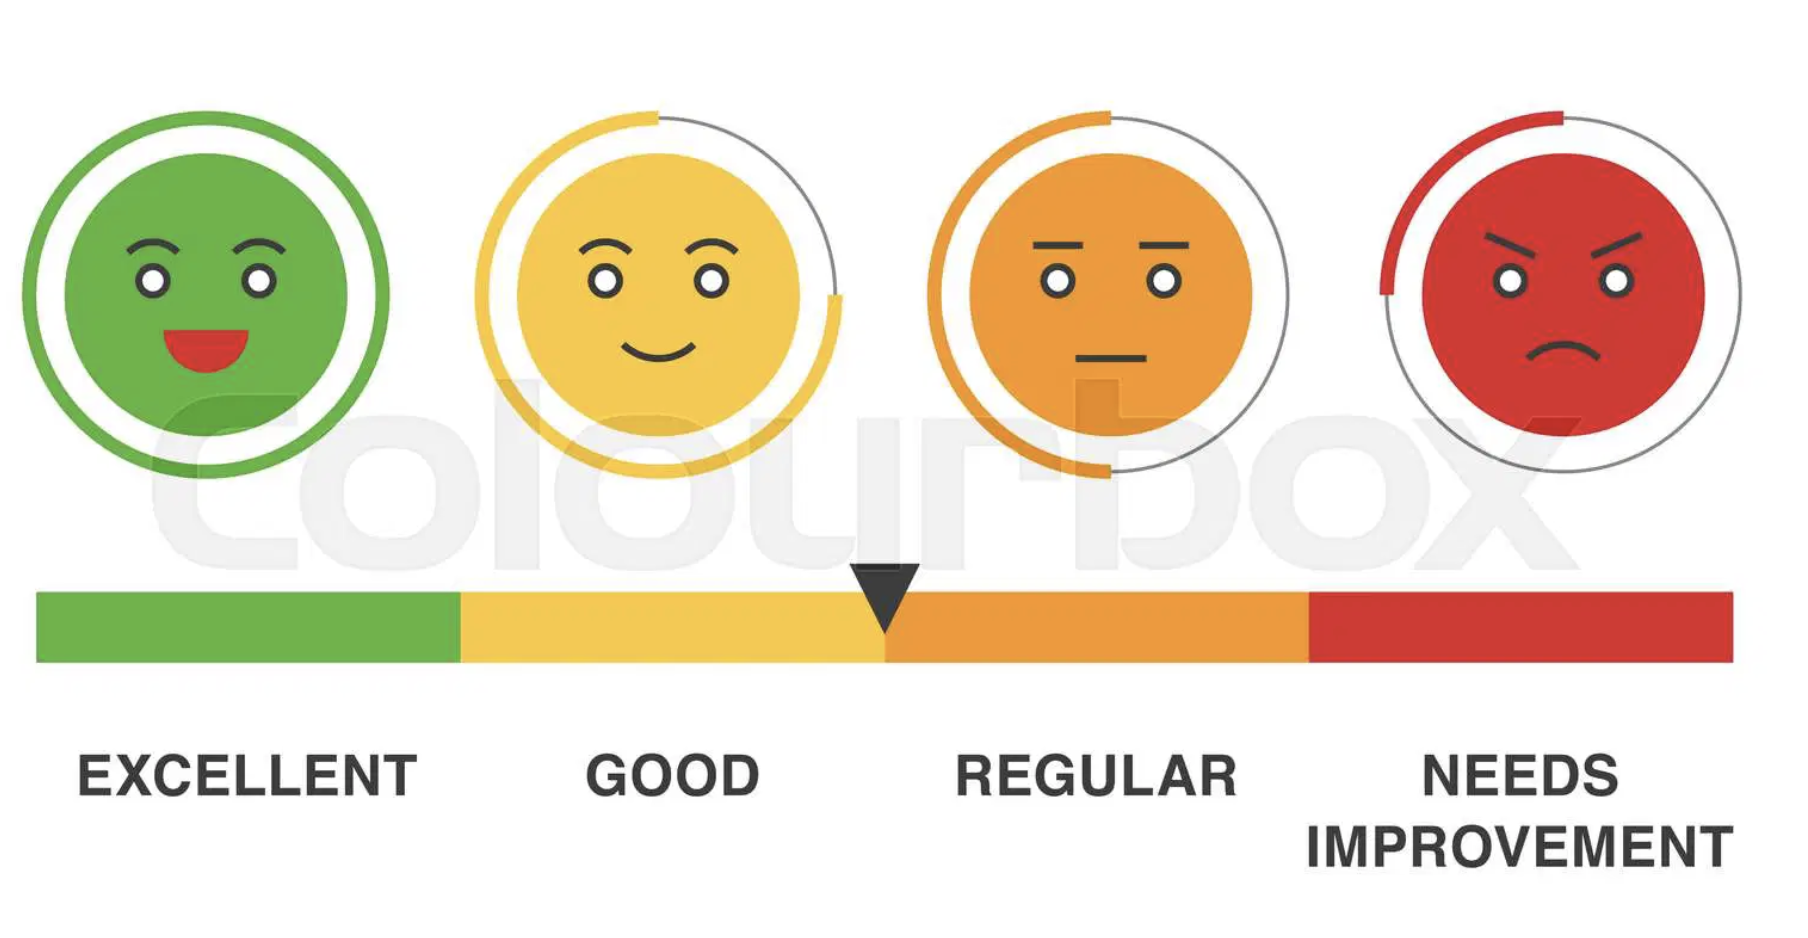 colourbox
EXCELLENT
GOOD
REGULAR
NEEDS
IMPROVEMENT